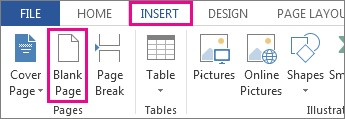 FILE HOME INSERT DESIGN PAGE LAYOU
Cover Blank Page Table Pictures Online Shapes Sm
Page Page Break Pictures
Pages Tables Illustrat